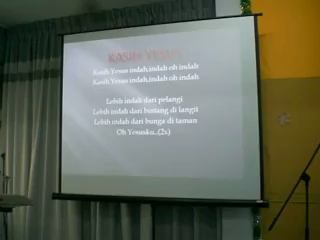 KASIH YESUS
Kasih Yesus indah,indah oh indah
Kasih Yesus indah,indah oh indah
Lebih indah dari pelangi
Lebih indah dari bintang di langit
Lebih indah dari bunga di taman
Oh Yesusku..(2x)